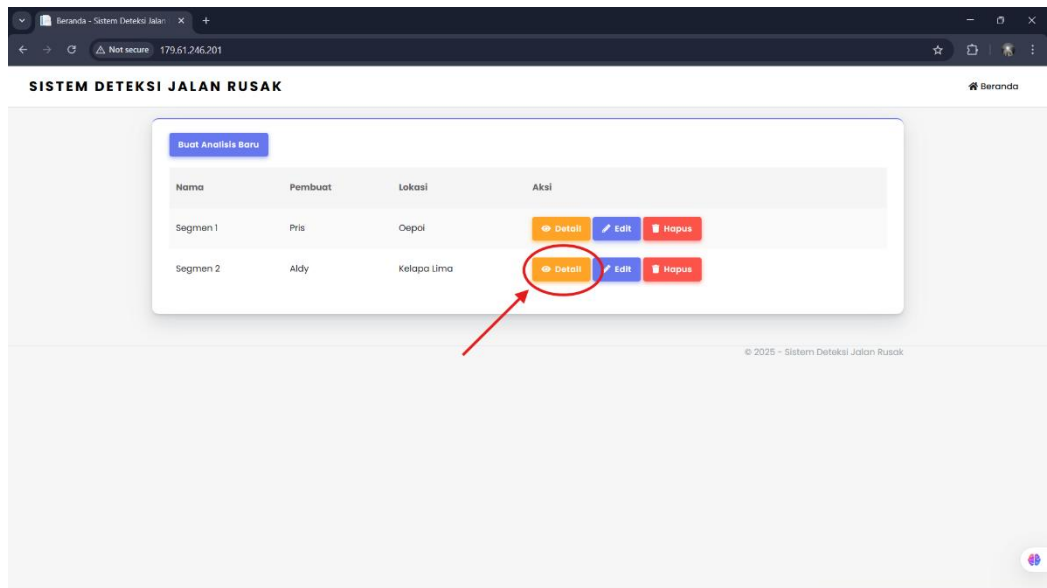 Beranda - Sistem Deteksi Jalan
Not secure 179.61.246.201
SISTEM DETEKSI JALAN RUSAK
Beranda
Buat Analisis Baru
Nama Pembuat Lokasi Aksi
Segmen 1 Pris Oepoi Detail Edit Hapus
Segmen 2 Aldy Kelapa Lima Detail Edit Hapus
© 2025 - Sistem Deteksi Jalan Rusak